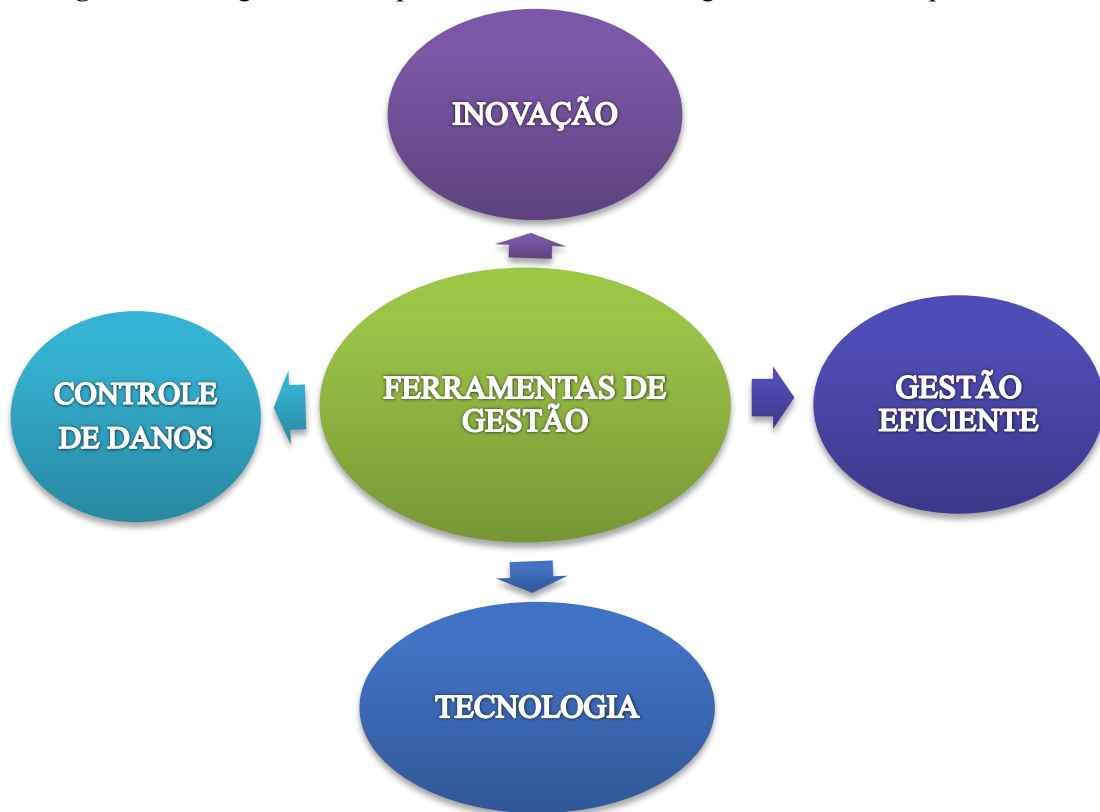 INOVAÇÃO
FERRAMENTAS DE
GESTÃO
CONTROLE
DE DANOS
GESTÃO
EFICIENTE
TECNOLOGIA